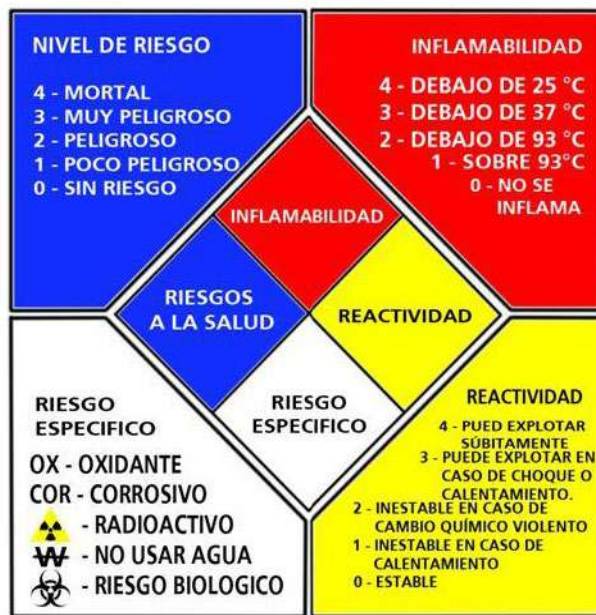 NIVEL DE RIESGO
4 - MORTAL
3 - MUY PELIGROSO
2 - PELIGROSO
1 - POCO PELIGROSO
0 - SIN RIESGO
INFLAMABILIDAD
4 - DEBAJO DE 25 °C
3 - DEBAJO DE 37 °C
2 - DEBAJO DE 93 °C
1 - SOBRE 93°C
0 - NO SE
INFLAMA
INFLAMABILIDAD
RIESGOS
A LA SALUD
REACTIVIDAD
RIESGO
ESPECIFICO
RIESGO
ESPECIFICO
OX - OXIDANTE
COR - CORROSIVO
- RADIOACTIVO
W - NO USAR AGUA
- RIESGO BIOLOGICO
REACTIVIDAD
4 - PUED EXPLOTAR
SÚBITAMENTE
3 - PUEDE EXPLOTAR EN
CASO DE CHOQUE O
CALENTAMIENTO.
2 - INESTABLE EN CASO DE
CAMBIO QUÍMICO VIOLENTO
1 - INESTABLE EN CASO DE
CALENTAMIENTO
0 - ESTABLE